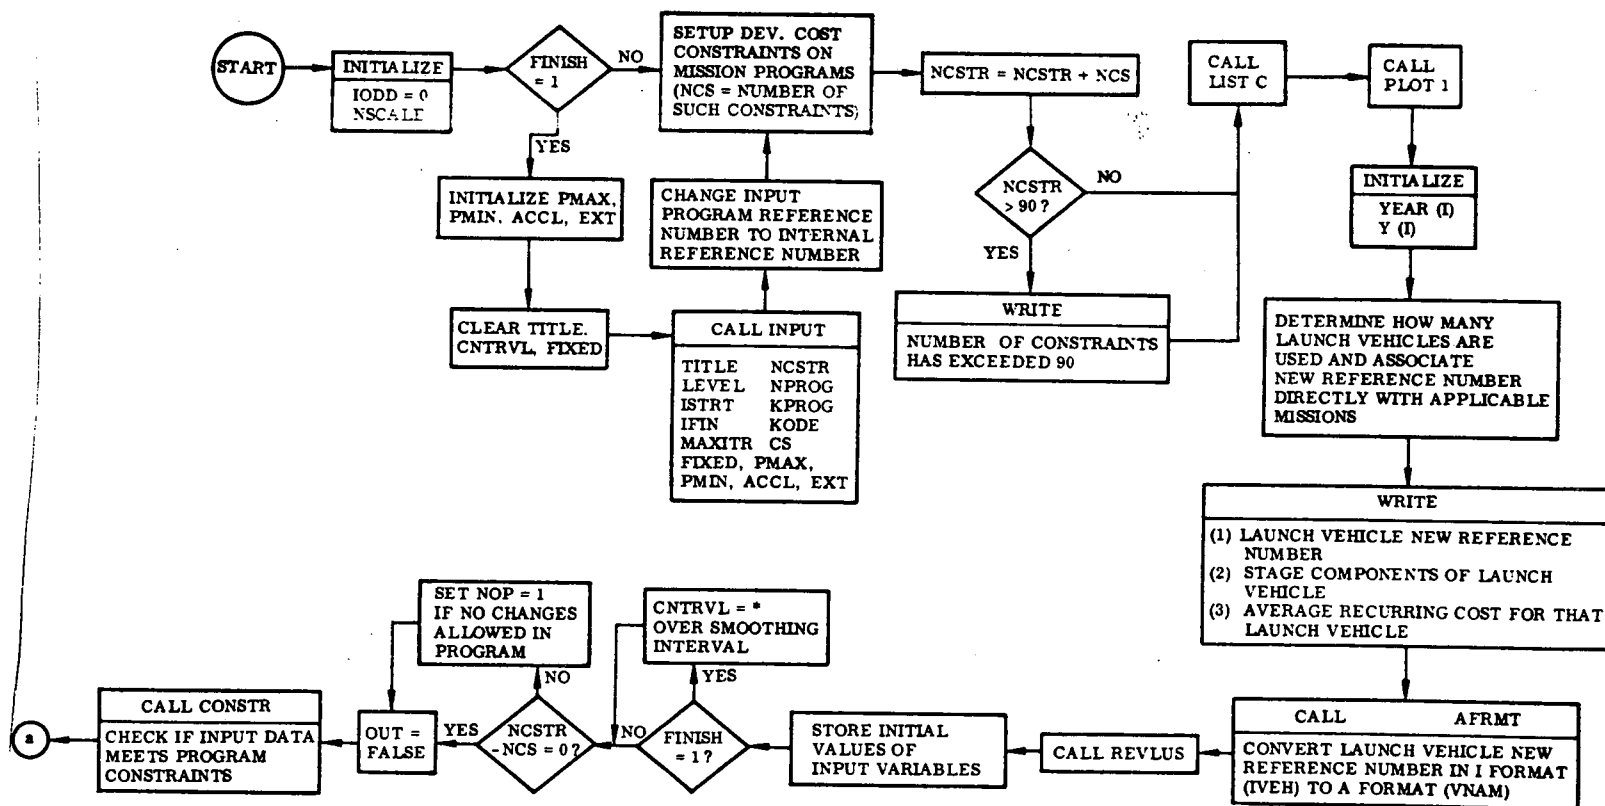 START
INITIALIZE
IODD = 0
NSCALE
FINISH
= 1
NO
YES
SETUP DEV. COST
CONSTRAINTS ON
MISSION PROGRAMS
(NCS = NUMBER OF
SUCH CONSTRAINTS)
NCSTR = NCSTR + NCS
CALL
LIST C
CALL
PLOT 1
INITIALIZE PMAX,
PMIN, ACCL, EXT
CHANGE INPUT
PROGRAM REFERENCE
NUMBER TO INTERNAL
REFERENCE NUMBER
NCSTR
> 90 ?
NO
YES
INITIALIZE
YEAR (I)
Y (I)
CLEAR TITLE.
CNTRVL, FIXED
CALL INPUT
TITLE NCSTR
LEVEL NPROG
ISTRT KPROG
IFIN KODE
MAXITR CS
FIXED, PMAX,
PMIN, ACCL, EXT
WRITE
NUMBER OF CONSTRAINTS
HAS EXCEEDED 90
DETERMINE HOW MANY
LAUNCH VEHICLES ARE
USED AND ASSOCIATE
NEW REFERENCE NUMBER
DIRECTLY WITH APPLICABLE
MISSIONS
WRITE
(1) LAUNCH VEHICLE NEW REFERENCE
NUMBER
(2) STAGE COMPONENTS OF LAUNCH
VEHICLE
(3) AVERAGE RECURRING COST FOR THAT
LAUNCH VEHICLE
CALL AFRMT
CONVERT LAUNCH VEHICLE NEW
REFERENCE NUMBER IN I FORMAT
(IVEH) TO A FORMAT (VNAM)
CALL REVLUS
STORE INITIAL
VALUES OF
INPUT VARIABLES
FINISH
= 1 ?
YES
NO
CNTRVL = *
OVER SMOOTHING
INTERVAL
NCSTR
-NCS = 0 ?
NO
YES
SET NOP = 1
IF NO CHANGES
ALLOWED IN
PROGRAM
OUT =
FALSE
CALL CONSTR
CHECK IF INPUT DATA
MEETS PROGRAM
CONSTRAINTS
a